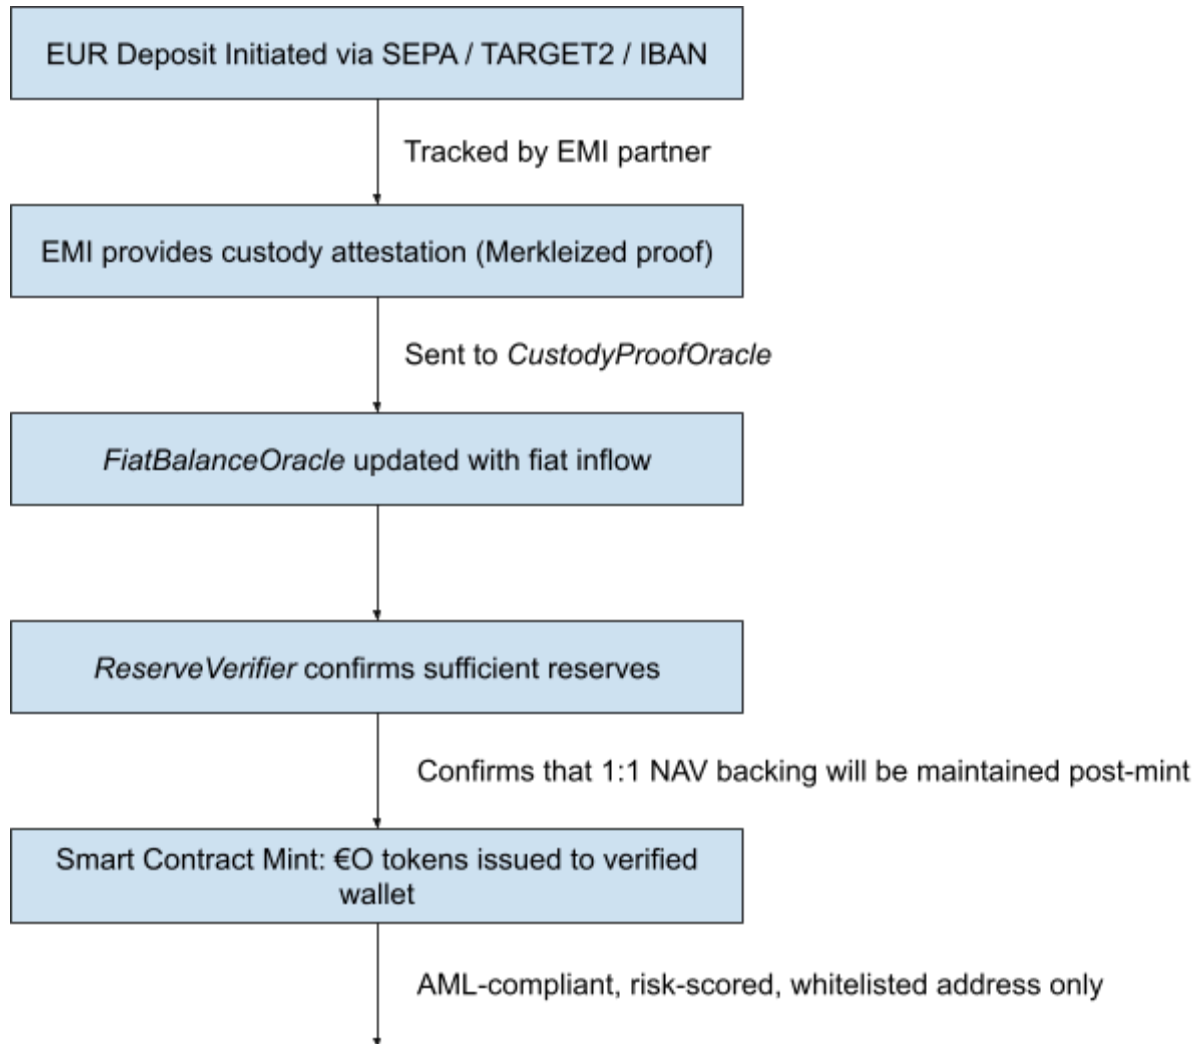 EUR Deposit Initiated via SEPA / TARGET2 / IBAN
Tracked by EMI partner
EMI provides custody attestation (Merkleized proof)
Sent to CustodyProofOracle
FiatBalanceOracle updated with fiat inflow
ReserveVerifier confirms sufficient reserves
Confirms that 1:1 NAV backing will be maintained post-mint
Smart Contract Mint: €O tokens issued to verified
wallet
AML-compliant, risk-scored, whitelisted address only